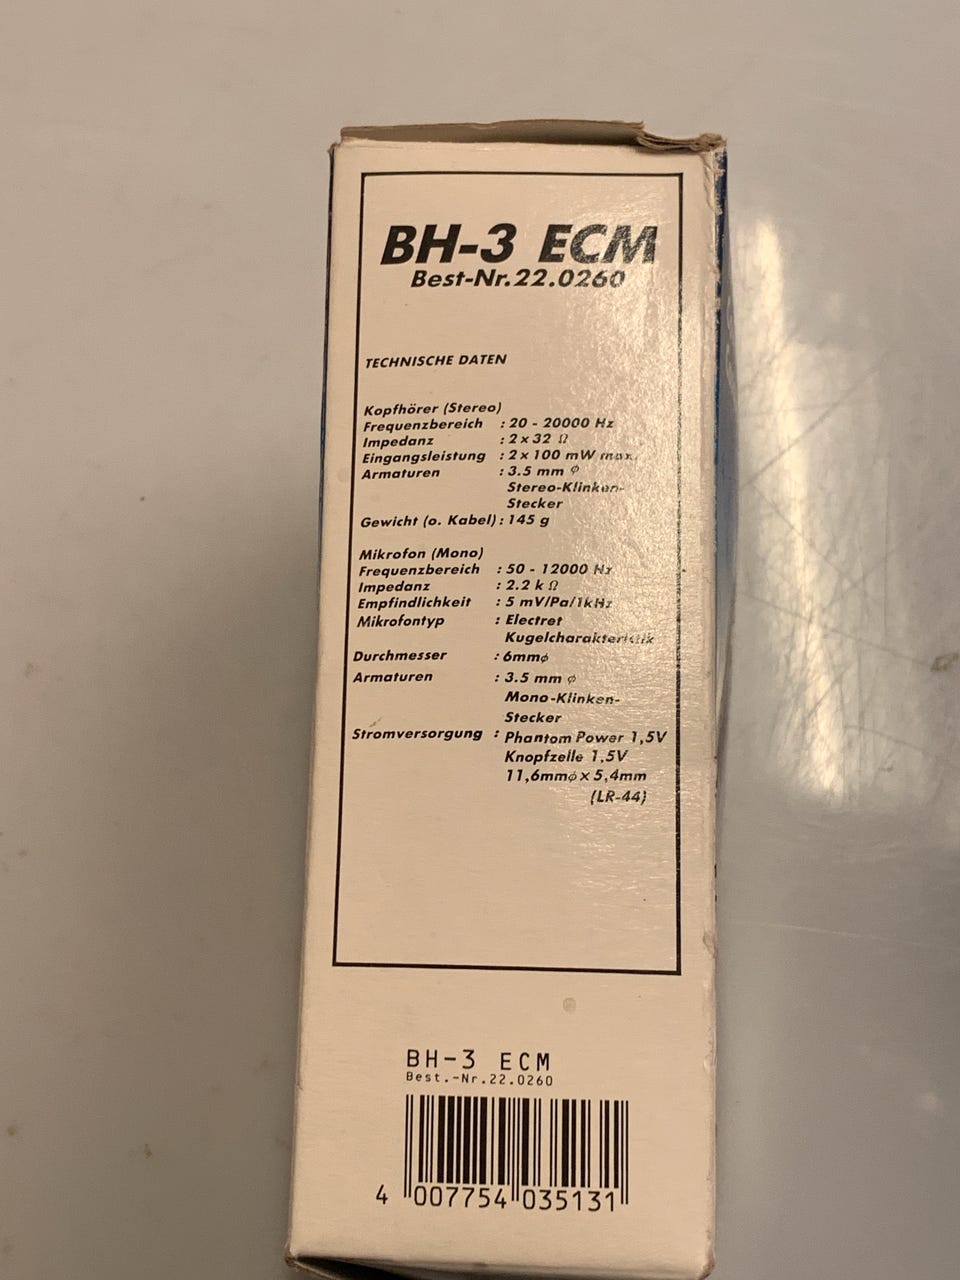 BH-3 ECM
Best-Nr.22.0260
TECHNISCHE DATEN
Kopfhörer (Stereo)
Frequenzbereich : 20 - 20000 Hz
Impedanz : 2 x 32 Ω
Eingangsleistung : 2 x 100 mW max.
Armaturen : 3.5 mm ϕ
Stereo-Klinken-
Stecker
Gewicht (o. Kabel) : 145 g
Mikrofon (Mono)
Frequenzbereich : 50 - 12000 Hz
Impedanz : 2.2 k Ω
Empfindlichkeit : 5 mV/Pa/1kHz
Mikrofontyp : Electret
Kugelcharakteristik
Durchmesser : 6mmϕ
Armaturen : 3.5 mm ϕ
Mono-Klinken-
Stecker
Stromversorgung : Phantom Power 1,5V
Knopfzelle 1,5V
11,6mmϕ x 5,4mm
(LR-44)
BH-3 ECM
Best.-Nr.22.0260
4 007754 035131